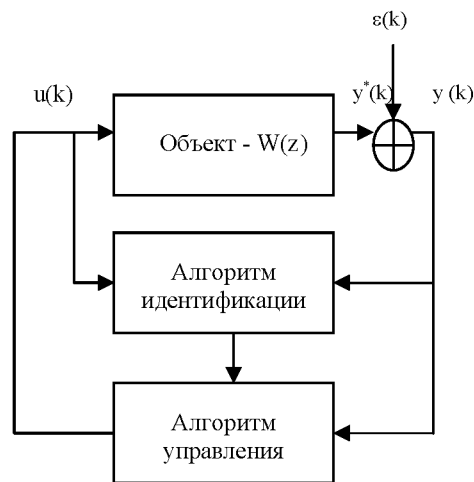 ε(k)
u(k)
y*(k)
y (k)
Объект - W(z)
Алгоритм
идентификации
Алгоритм
управления